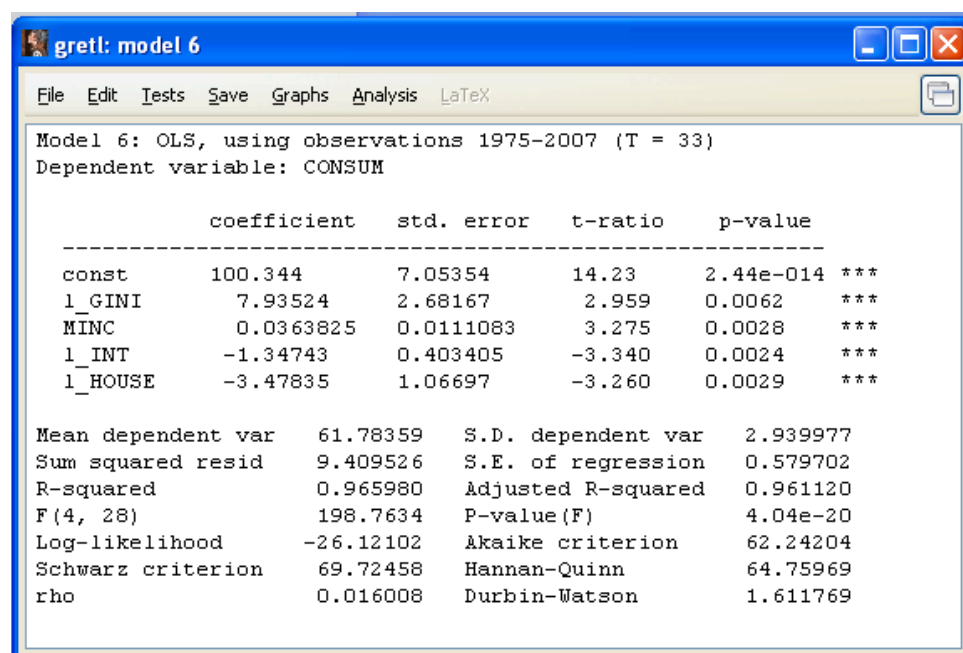 gretl: model 6
File Edit Tests Save Graphs Analysis LaTeX
Model 6: OLS, using observations 1975-2007 (T = 33)
Dependent variable: CONSUM
coefficient std. error t-ratio p-value
const 100.344 7.05354 14.23 2.44e-014 ***
l_GINI 7.93524 2.68167 2.959 0.0062 ***
MINC 0.0363825 0.0111083 3.275 0.0028 ***
l_INT -1.34743 0.403405 -3.340 0.0024 ***
l_HOUSE -3.47835 1.06697 -3.260 0.0029 ***
Mean dependent var 61.78359 S.D. dependent var 2.939977
Sum squared resid 9.409526 S.E. of regression 0.579702
R-squared 0.965980 Adjusted R-squared 0.961120
F(4, 28) 198.7634 P-value(F) 4.04e-20
Log-likelihood -26.12102 Akaike criterion 62.24204
Schwarz criterion 69.72458 Hannan-Quinn 64.75969
rho 0.016008 Durbin-Watson 1.611769